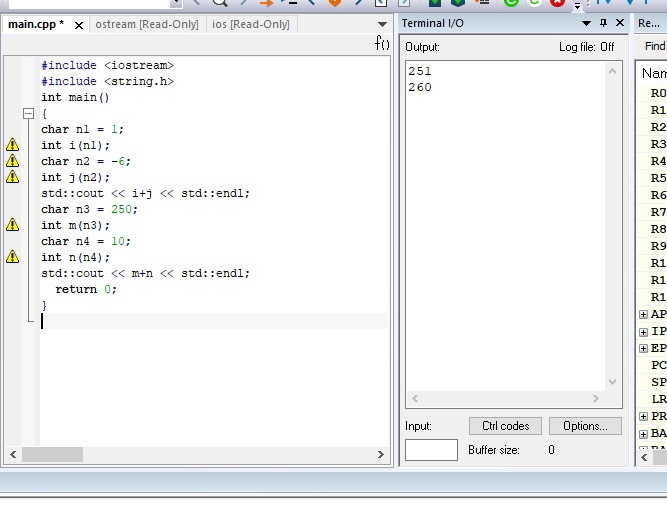 main.cpp * x ostream [Read-Only] ios [Read-Only]
f()
#include <iostream>
#include <string.h>
int main()
{
char n1 = 1;
int i(n1);
char n2 = -6;
int j(n2);
std::cout << i+j << std::endl;
char n3 = 250;
int m(n3);
char n4 = 10;
int n(n4);
std::cout << m+n << std::endl;
return 0;
}
Terminal I/O
Output: Log file: Off
251
260
Input: Ctrl codes Options...
Buffer size: 0
Re...
Find:
Nam
R0
R1
R2
R3
R4
R5
R6
R7
R8
R9
R1
R1
R1
AP
IP
EP
PC
SP
LR
PR
BA